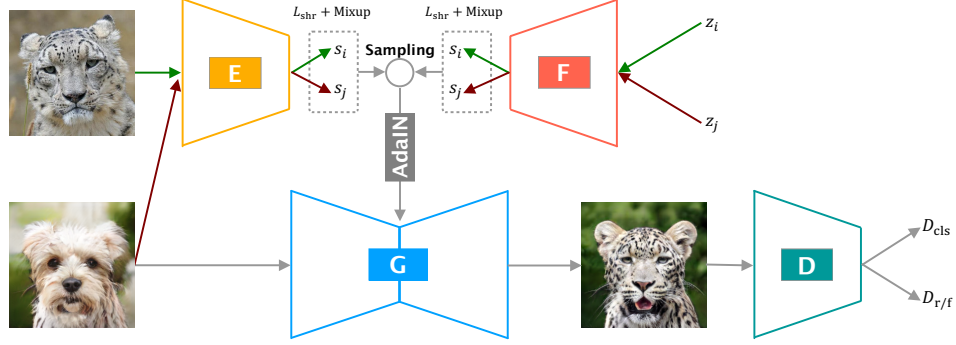 L_shr + Mixup
L_shr + Mixup
E
s_i
s_j
Sampling
s_i
s_j
F
z_i
z_j
AdaIN
G
D
D_cls
D_r/f